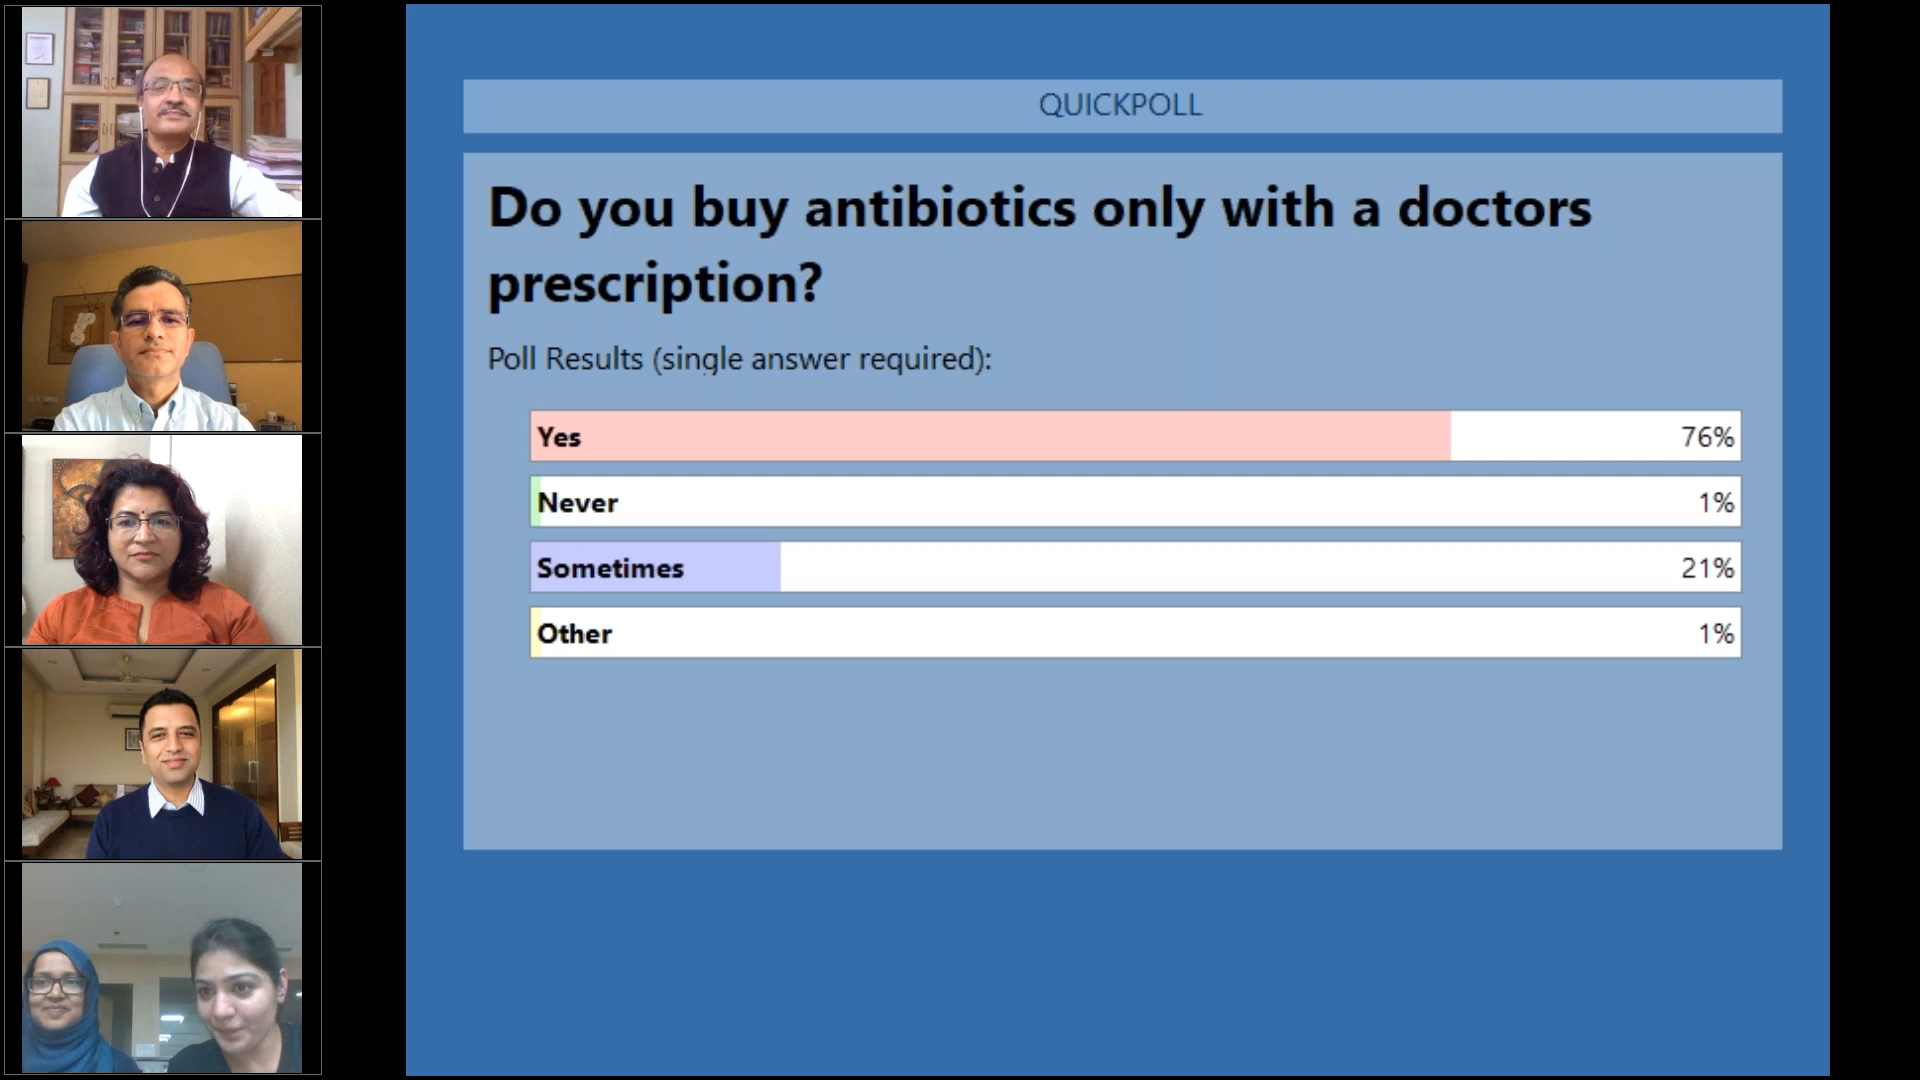 QUICKPOLL
Do you buy antibiotics only with a doctors
prescription?
Poll Results (single answer required):
Yes 76%
Never 1%
Sometimes 21%
Other 1%